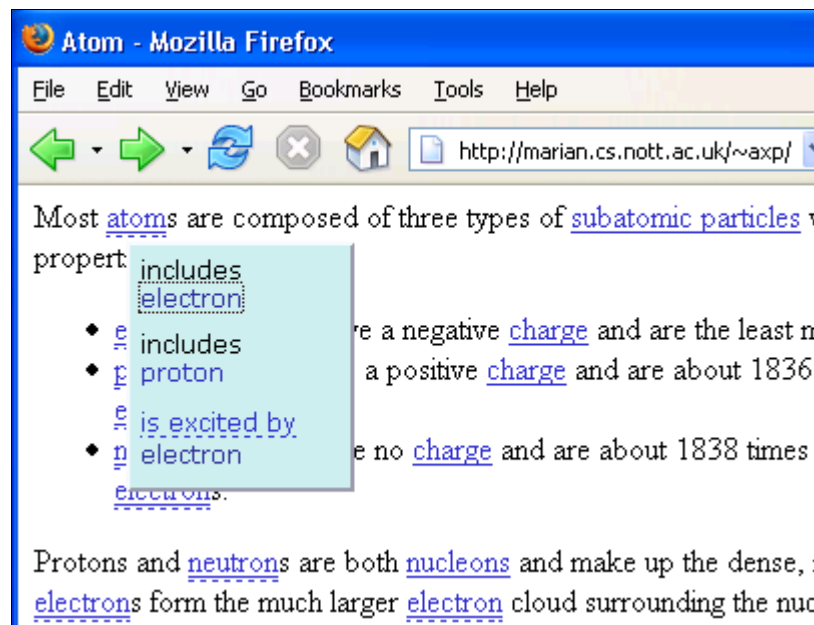 Atom - Mozilla Firefox
File Edit View Go Bookmarks Tools Help
http://marian.cs.nott.ac.uk/~axp/
Most atoms are composed of three types of subatomic particles
propert
includes
electron
includes
proton
is excited by
electron
a negative charge and are the least
a positive charge and are about 1836
no charge and are about 1838 times
electrons.
Protons and neutrons are both nucleons and make up the dense,
electrons form the much larger electron cloud surrounding the nuc